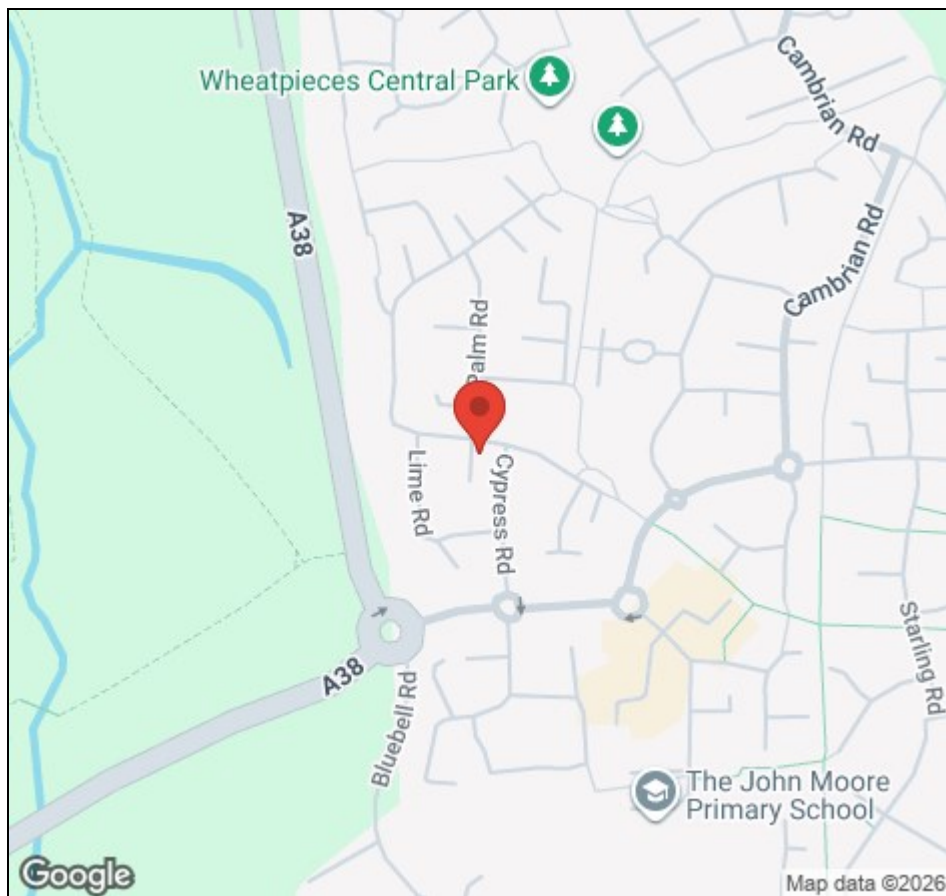 Cambrian Rd
Wheatpieces Central Park
A38
Cambrian Rd
Palm Rd
Lime Rd
Cypress Rd
Starling Rd
A38
Bluebell Rd
The John Moore
Primary School
Google
Map data ©2026